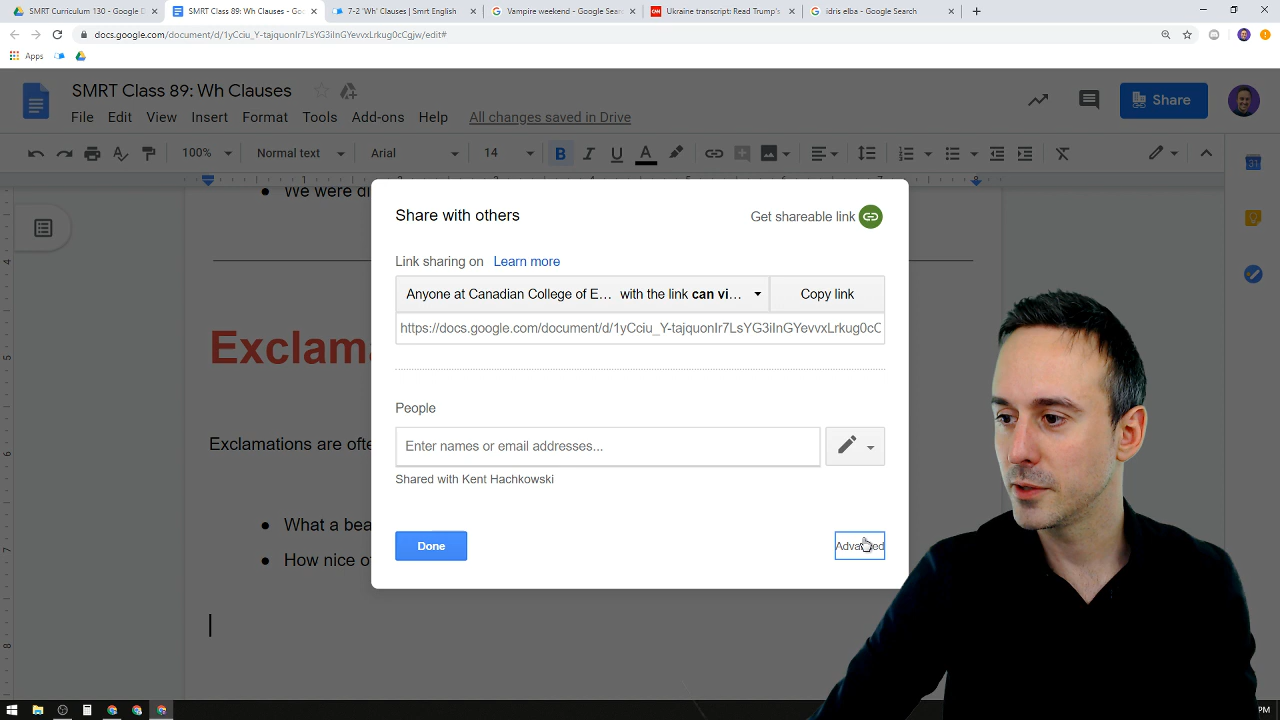 SMRT Curriculum 130 - Google D
SMRT Class 89: Wh Clauses - Goo
7-2 'Wh' Clauses | Smrt English
Vampire weekend - Google Sear
Ukraine transcript: Read Trump's
idris elba - Google Search
docs.google.com/document/d/1yCciu_Y-tajquonIr7LsYG3iInGYevvxLrkug0cCgjw/edit#
Apps
SMRT Class 89: Wh Clauses
File Edit View Insert Format Tools Add-ons Help All changes saved in Drive
Share
100% Normal text Arial 14 B I U A
We were di
Share with others
Get shareable link
Link sharing on Learn more
Anyone at Canadian College of E... with the link can vi...
Copy link
https://docs.google.com/document/d/1yCciu_Y-tajquonIr7LsYG3iInGYevvxLrkug0cC
Exclama
People
Exclamations are ofte
Enter names or email addresses...
Shared with Kent Hachkowski
What a bea
Done
Advanced
How nice o
PM